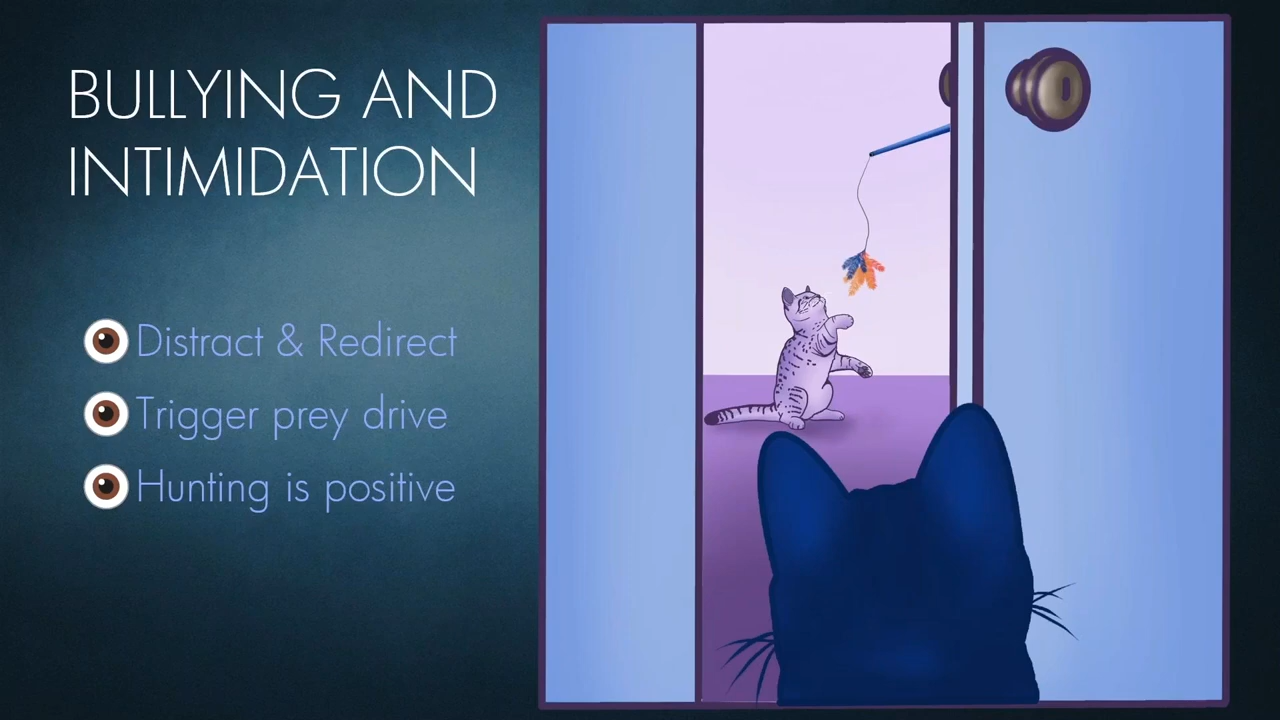 BULLYING AND
INTIMIDATION
Distract & Redirect
Trigger prey drive
Hunting is positive